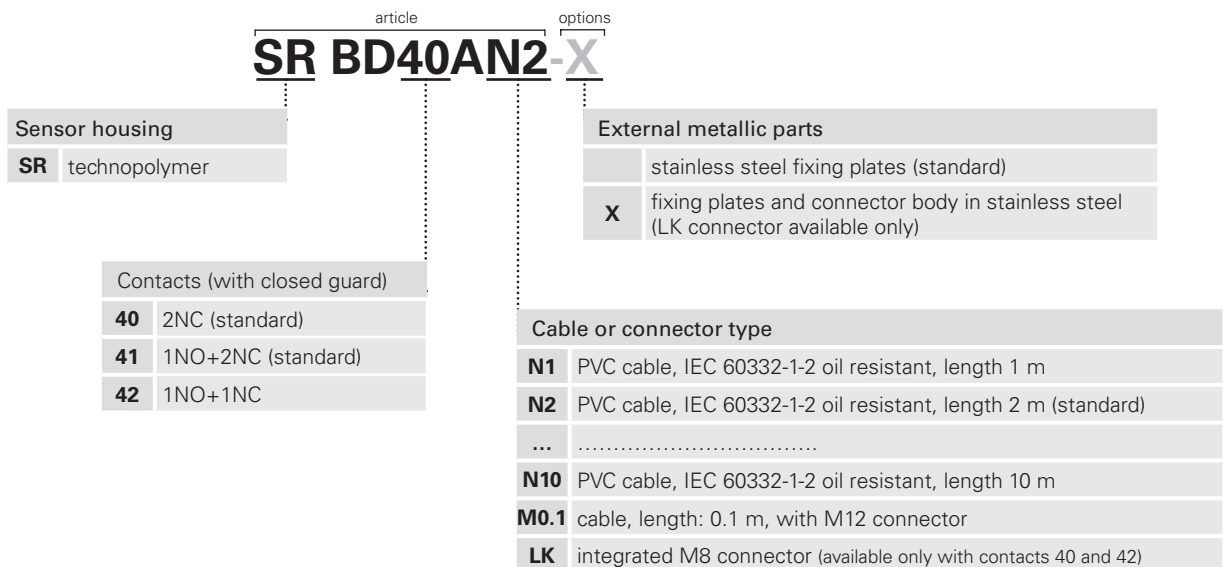 article options
SR BD40AN2-X
Sensor housing
SR technopolymer
External metallic parts
stainless steel fixing plates (standard)
X fixing plates and connector body in stainless steel
(LK connector available only)
Contacts (with closed guard)
40 2NC (standard)
41 1NO+2NC (standard)
42 1NO+1NC
Cable or connector type
N1 PVC cable, IEC 60332-1-2 oil resistant, length 1 m
N2 PVC cable, IEC 60332-1-2 oil resistant, length 2 m (standard)
... ................................
N10 PVC cable, IEC 60332-1-2 oil resistant, length 10 m
M0.1 cable, length: 0.1 m, with M12 connector
LK integrated M8 connector (available only with contacts 40 and 42)